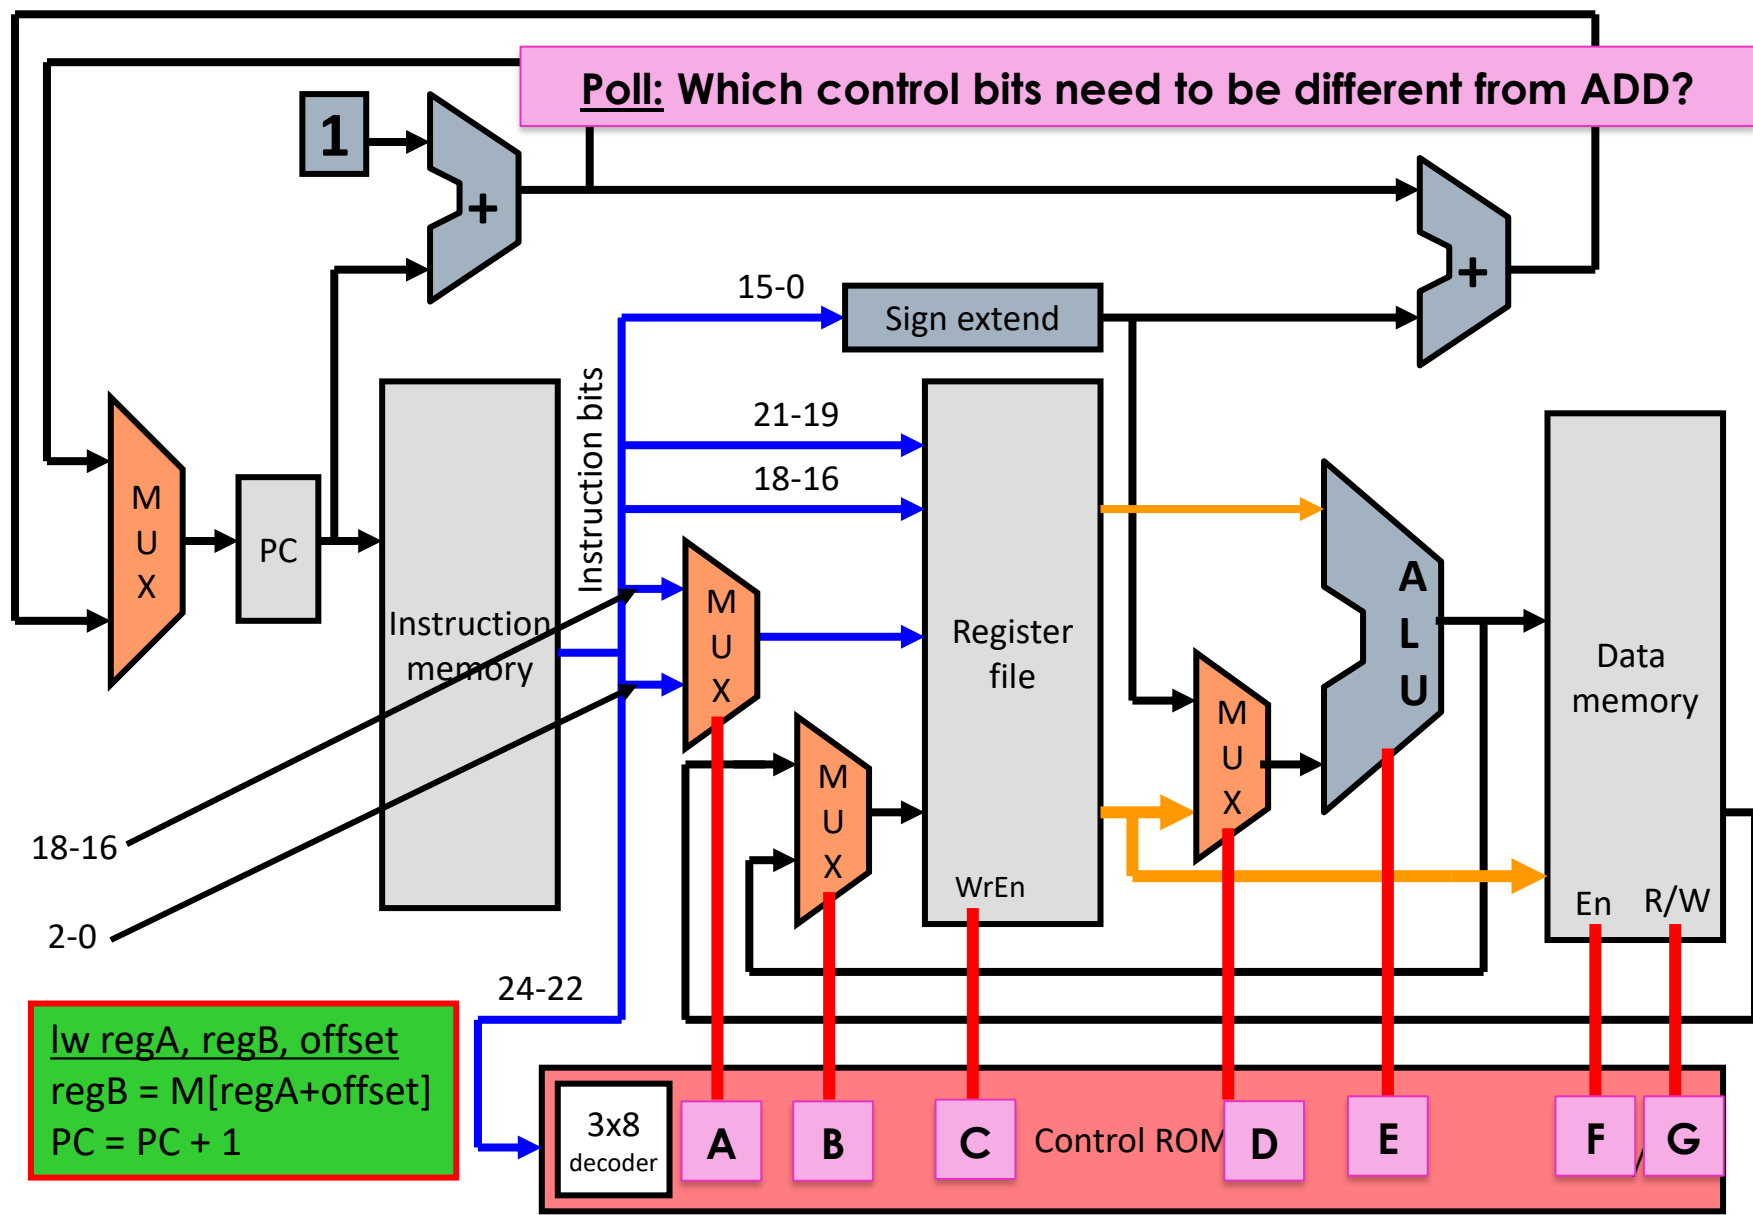 Poll: Which control bits need to be different from ADD?
1
+
+
15-0
Sign extend
Instruction bits
21-19
18-16
M
U
X
PC
Instruction
memory
M
U
X
Register
file
WrEn
M
U
X
M
U
X
A
L
U
Data
memory
En
R/W
18-16
2-0
24-22
lw regA, regB, offset
regB = M[regA+offset]
PC = PC + 1
3x8
decoder
A
B
C
Control ROM
D
E
F
G